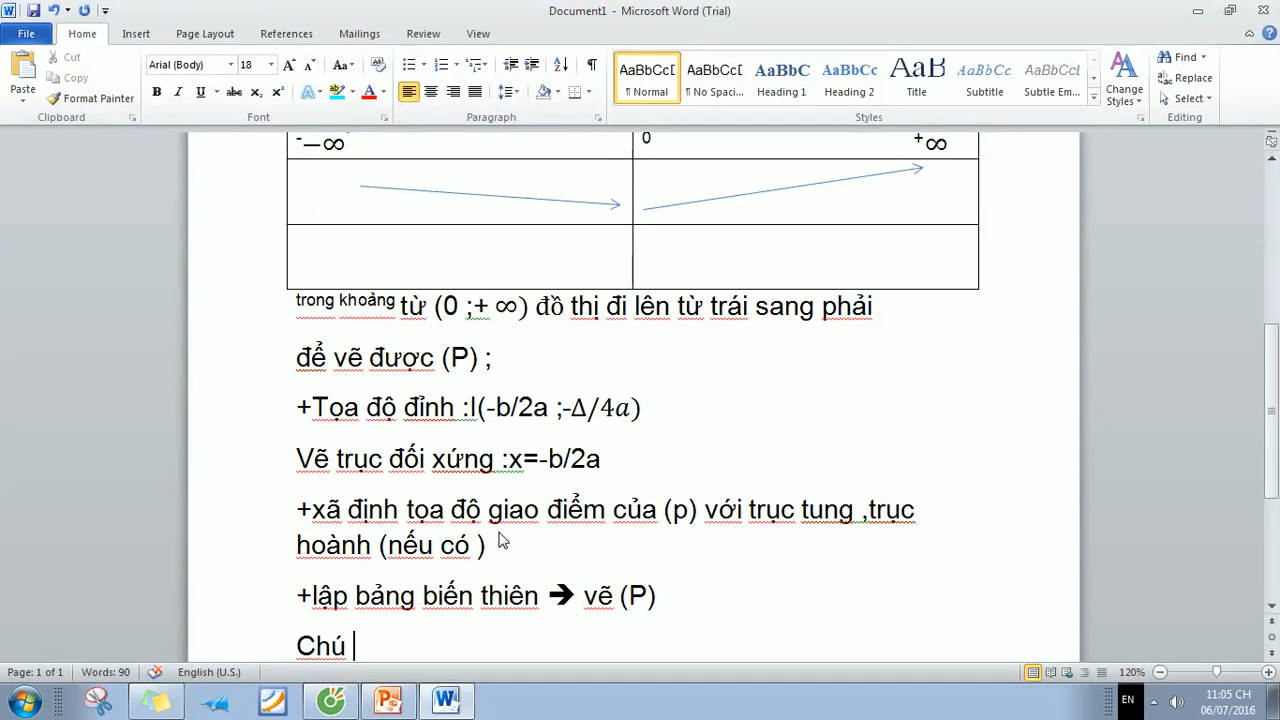 Document1 - Microsoft Word (Trial)
File Home Insert Page Layout References Mailings Review View
Paste
Cut
Copy
Format Painter
Clipboard
Arial (Body) 18
Font
Paragraph
AaBbCcD AaBbCcD AaBbC AaBbCc AaB AaBbCc AaBbCcD
¶ Normal ¶ No Spaci... Heading 1 Heading 2 Title Subtitle Subtle Em...
Styles
Change Styles
Find
Replace
Select
Editing
-−∞ 0 +∞
trong khoảng từ (0 ;+ ∞) đồ thị đi lên từ trái sang phải
để vẽ được (P) ;
+Tọa độ đỉnh :I(-b/2a ;-Δ/4a)
Vẽ trục đối xứng :x=-b/2a
+xã định tọa độ giao điểm của (p) với trục tung ,trục
hoành (nếu có )
+lập bảng biến thiên 🡺 vẽ (P)
Chú
Page: 1 of 1 Words: 90 English (U.S.) 120%
EN 11:05 CH
06/07/2016